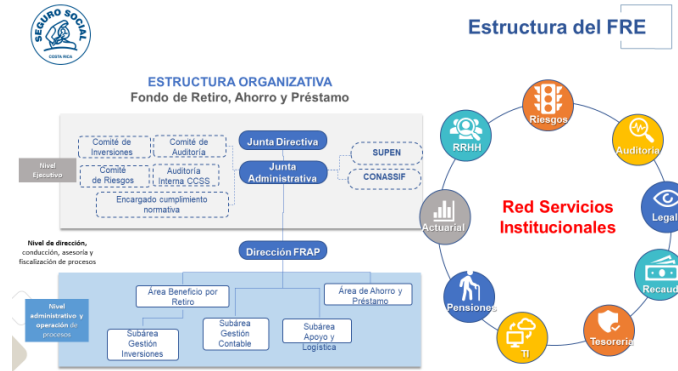 SEGURO SOCIAL
COSTA RICA
Estructura del FRE
ESTRUCTURA ORGANIZATIVA
Fondo de Retiro, Ahorro y Préstamo
Nivel
Ejecutivo
Comité de
Inversiones
Comité de
Auditoría
Comité
de Riesgos
Auditoría
Interna CCSS
Encargado cumplimiento
normativa
Junta Directiva
Junta
Administrativa
SUPEN
CONASSIF
Nivel de dirección,
conducción, asesoría y
fiscalización de procesos
Dirección FRAP
Nivel
administrativo y
operación de
procesos
Área Beneficio por
Retiro
Área de Ahorro y
Préstamo
Subárea
Gestión
Inversiones
Subárea
Gestión
Contable
Subárea
Apoyo y
Logística
Red Servicios
Institucionales
Riesgos
Auditoria
Legal
Recauda
Tesoreria
TI
Pensiones
Actuarial
RRHH